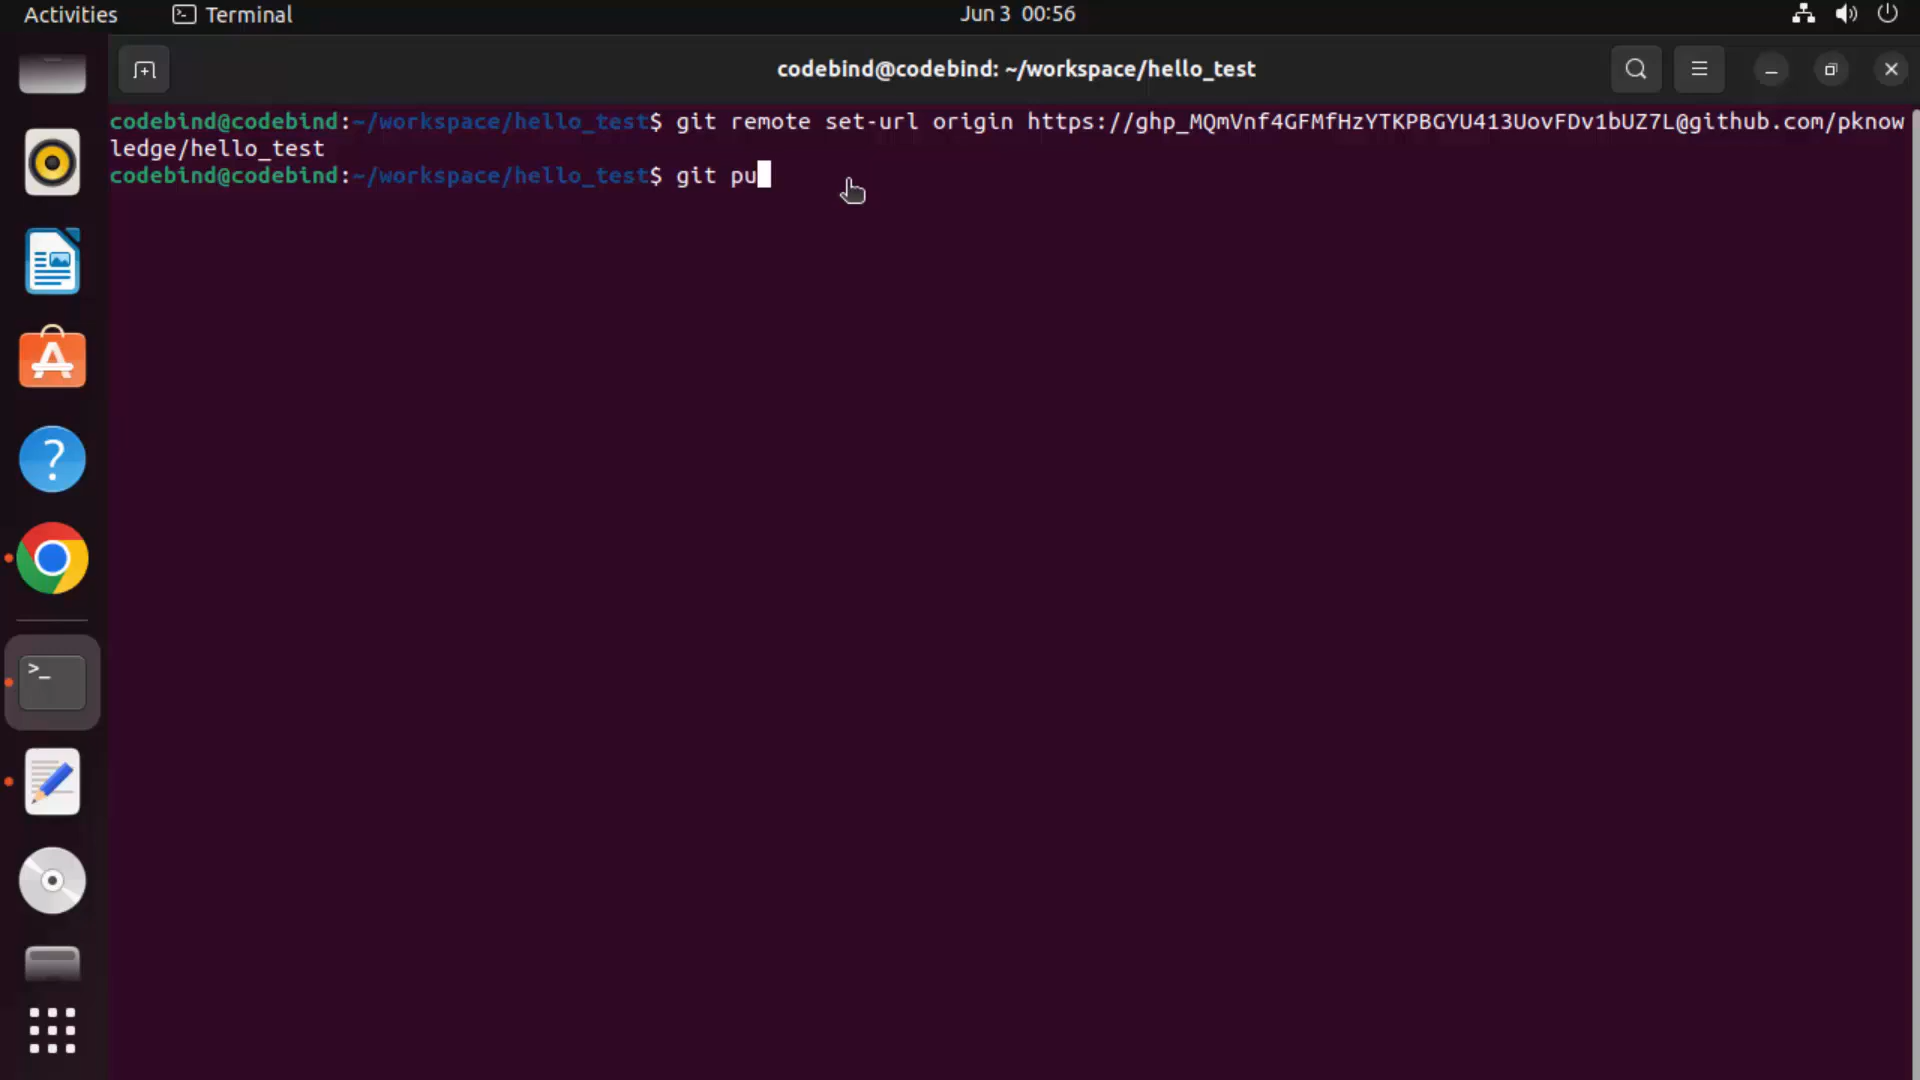 Activities
Terminal
Jun 3 00:56
codebind@codebind: ~/workspace/hello_test
codebind@codebind:~/workspace/hello_test$ git remote set-url origin https://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@github.com/pknow
ledge/hello_test
codebind@codebind:~/workspace/hello_test$ git pu